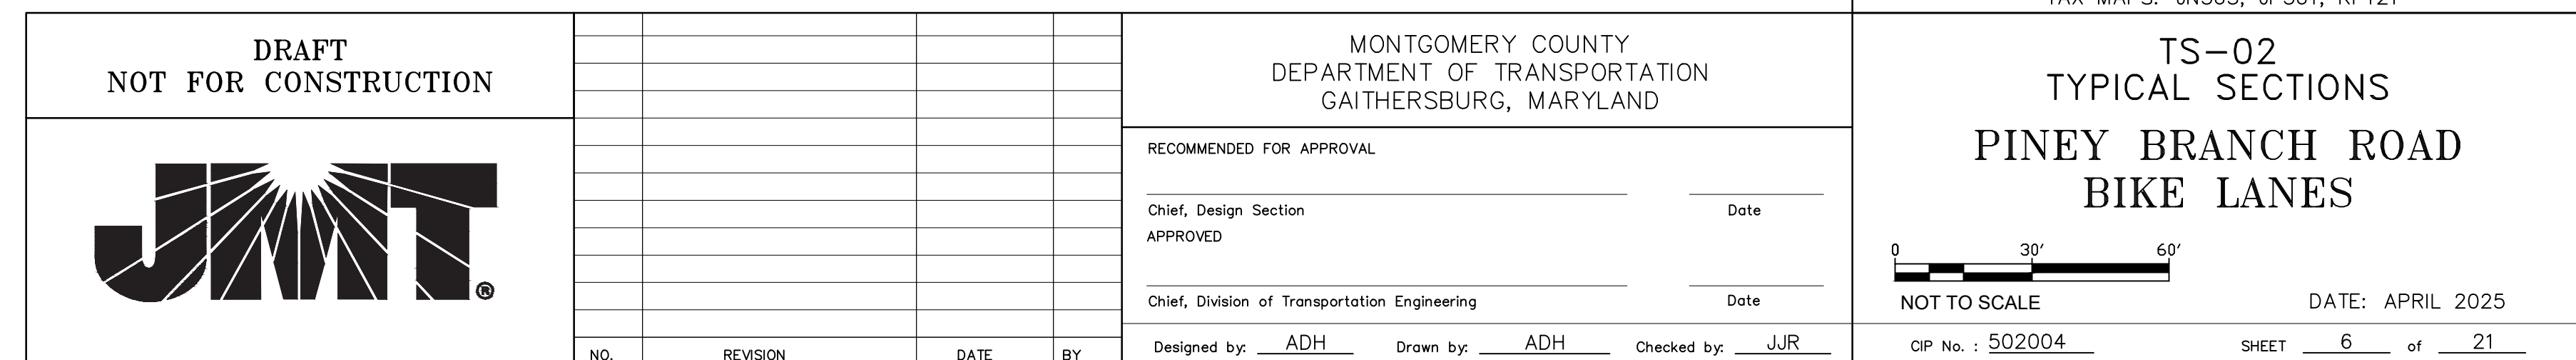 DRAFT
NOT FOR CONSTRUCTION
JMT®
NO. REVISION DATE BY
MONTGOMERY COUNTY
DEPARTMENT OF TRANSPORTATION
GAITHERSBURG, MARYLAND
RECOMMENDED FOR APPROVAL
Chief, Design Section Date
APPROVED
Chief, Division of Transportation Engineering Date
Designed by: ADH Drawn by: ADH Checked by: JJR
TS-02
TYPICAL SECTIONS
PINEY BRANCH ROAD
BIKE LANES
0 30' 60'
NOT TO SCALE DATE: APRIL 2025
CIP No. : 502004 SHEET 6 of 21